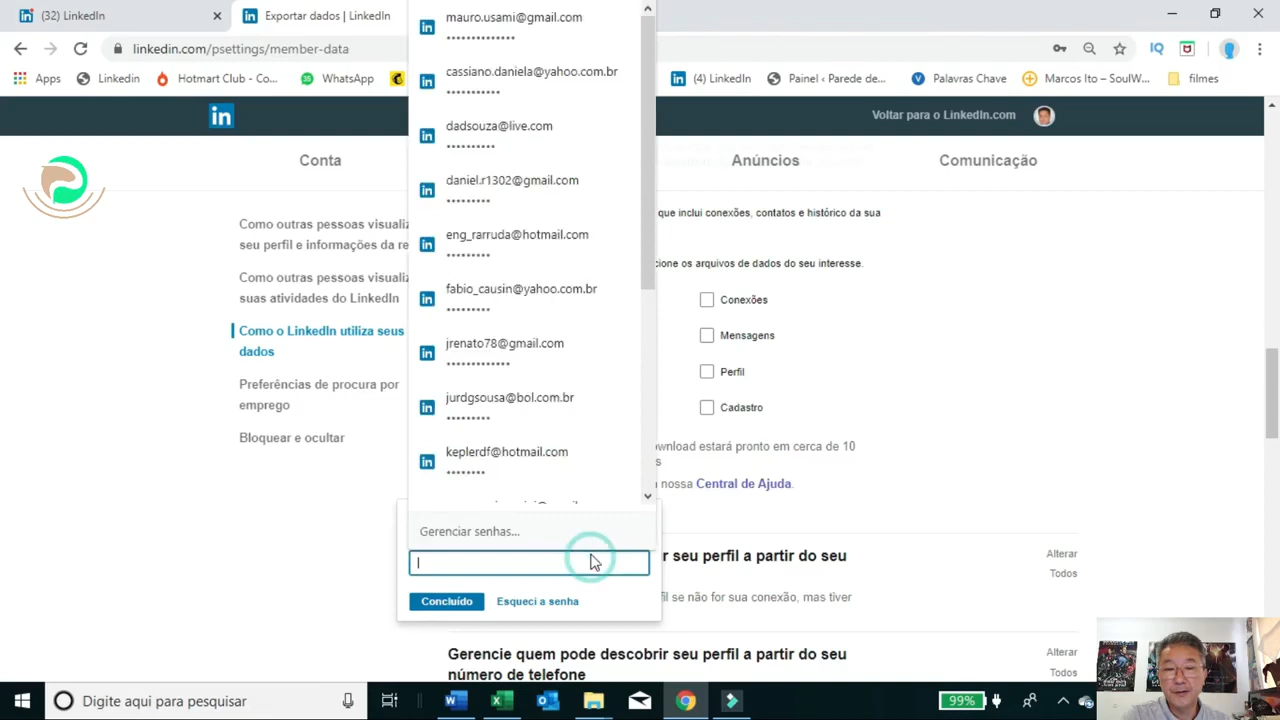 (32) LinkedIn
Exportar dados | LinkedIn
linkedin.com/psettings/member-data
Apps
Linkedin
Hotmart Club - Co...
WhatsApp
(4) LinkedIn
Painel ‹ Parede de...
Palavras Chave
Marcos Ito – SoulW...
filmes
in
Voltar para o LinkedIn.com
Conta
Anúncios
Comunicação
Como outras pessoas visualiz
seu perfil e informações da re
Como outras pessoas visualiz
suas atividades do LinkedIn
Como o LinkedIn utiliza seus
dados
Preferências de procura por
emprego
Bloquear e ocultar
mauro.usami@gmail.com
••••••••••••••
cassiano.daniela@yahoo.com.br
•••••••••••
dadsouza@live.com
••••••••••
daniel.r1302@gmail.com
•••••••••
eng_rarruda@hotmail.com
•••••••••
fabio_causin@yahoo.com.br
•••••••••
jrenato78@gmail.com
•••••••••••••
jurdgsousa@bol.com.br
•••••••••
keplerdf@hotmail.com
••••••••
Gerenciar senhas...
Concluído
Esqueci a senha
que inclui conexões, contatos e histórico da sua
cione os arquivos de dados do seu interesse.
Conexões
Mensagens
Perfil
Cadastro
ownload estará pronto em cerca de 10
s
a nossa Central de Ajuda.
r seu perfil a partir do seu
Alterar
Todos
fil se não for sua conexão, mas tiver
Gerencie quem pode descobrir seu perfil a partir do seu
número de telefone
Alterar
Todos
Digite aqui para pesquisar
99%